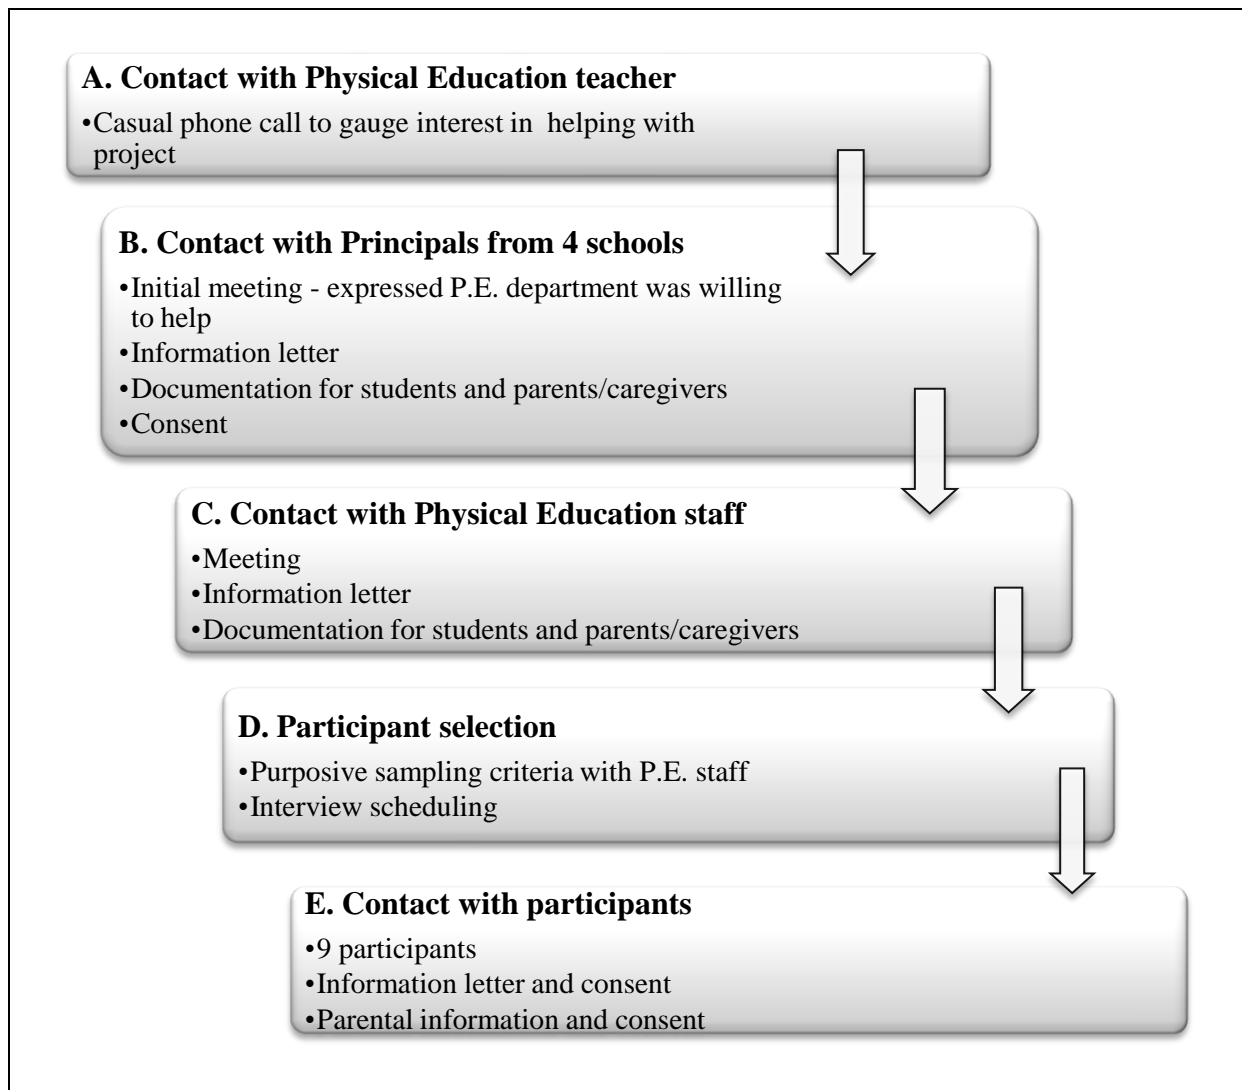 A. Contact with Physical Education teacher
•Casual phone call to gauge interest in  helping with
project
B. Contact with Principals from 4 schools
•Initial meeting - expressed P.E. department was willing
to help
•Information letter
•Documentation for students and parents/caregivers
•Consent
C. Contact with Physical Education staff
•Meeting
•Information letter
•Documentation for students and parents/caregivers
D. Participant selection
•Purposive sampling criteria with P.E. staff
•Interview scheduling
E. Contact with participants
•9 participants
•Information letter and consent
•Parental information and consent